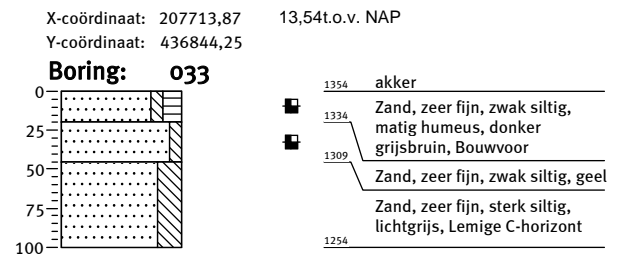 X-coördinaat: 207713,87 13,54t.o.v. NAP
Y-coördinaat: 436844,25
Boring: 033
0
25
50
75
100
1354 akker
Zand, zeer fijn, zwak siltig,
1334
matig humeus, donker
grijsbruin, Bouwvoor
1309
Zand, zeer fijn, zwak siltig, geel
Zand, zeer fijn, sterk siltig,
lichtgrijs, Lemige C-horizont
1254